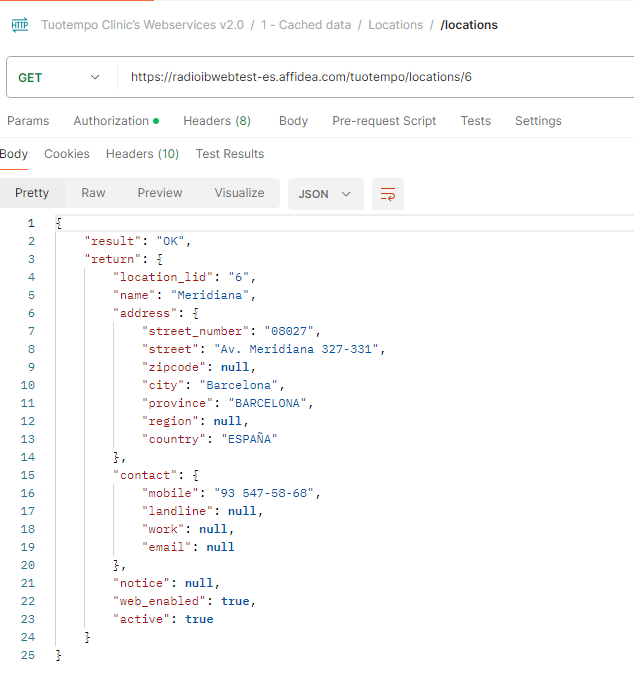 HTTP Tuotempo Clinic's Webservices v2.0 / 1 - Cached data / Locations / /locations
GET https://radioibwebtest-es.affidea.com/tuotempo/locations/6
Params Authorization Headers (8) Body Pre-request Script Tests Settings
Body Cookies Headers (10) Test Results
Pretty Raw Preview Visualize JSON
1 {
2 "result": "OK",
3 "return": {
4 "location_lid": "6",
5 "name": "Meridiana",
6 "address": {
7 "street_number": "08027",
8 "street": "Av. Meridiana 327-331",
9 "zipcode": null,
10 "city": "Barcelona",
11 "province": "BARCELONA",
12 "region": null,
13 "country": "ESPAÑA"
14 },
15 "contact": {
16 "mobile": "93 547-58-68",
17 "landline": null,
18 "work": null,
19 "email": null
20 },
21 "notice": null,
22 "web_enabled": true,
23 "active": true
24 }
25 }